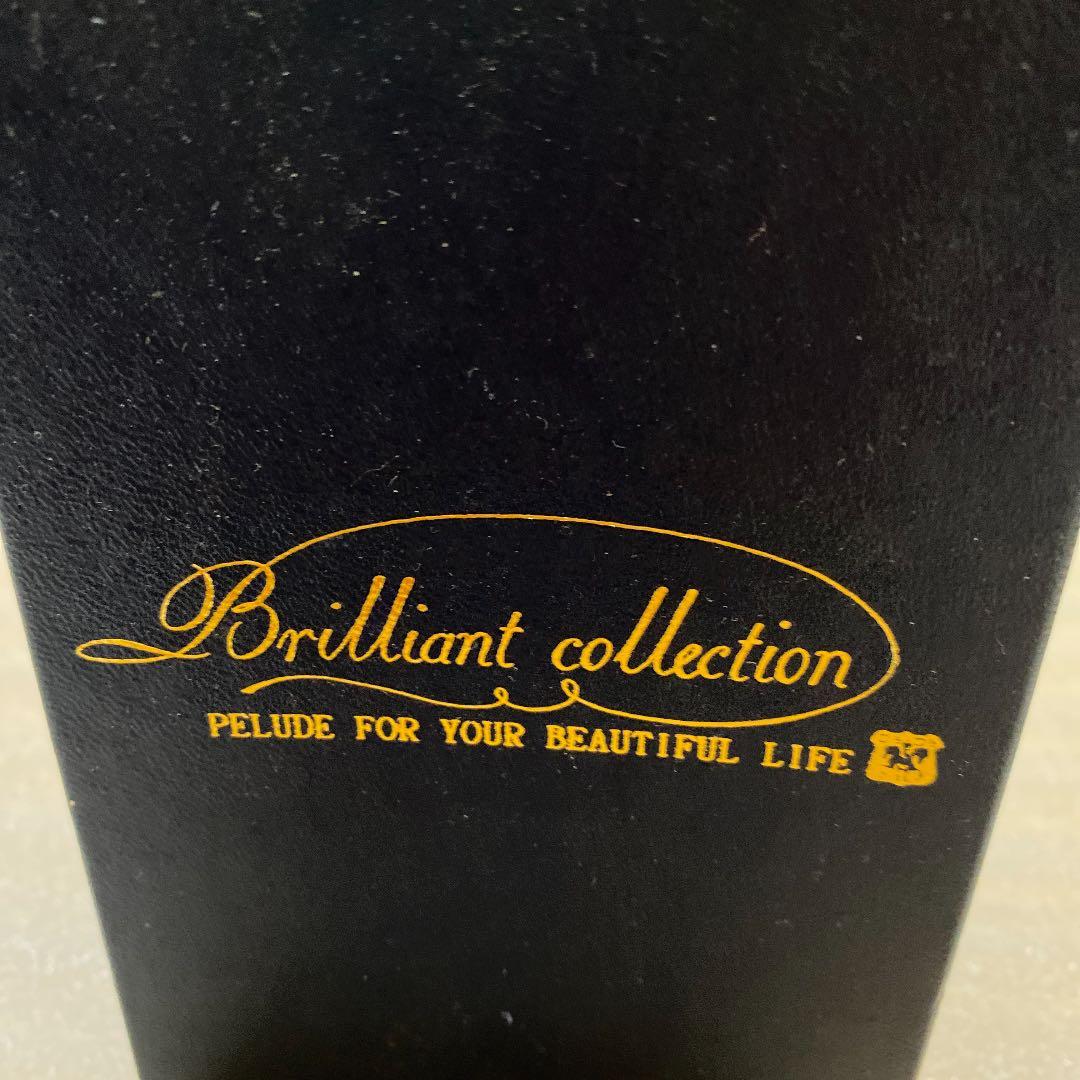 Brilliant collection
PELUDE FOR YOUR BEAUTIFUL LIFE